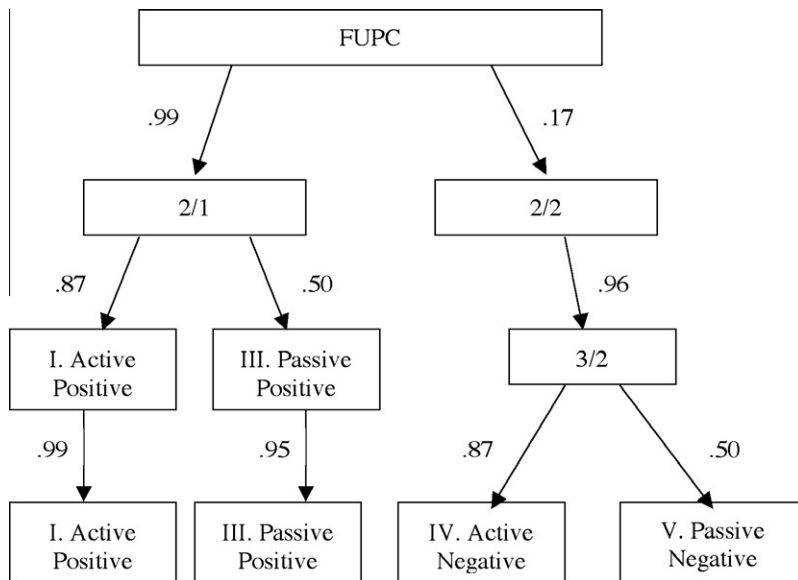 FUPC
.99
.17
2/1
2/2
.87
.50
.96
I. Active
Positive
III. Passive
Positive
3/2
.99
.95
.87
.50
I. Active
Positive
III. Passive
Positive
IV. Active
Negative
V. Passive
Negative